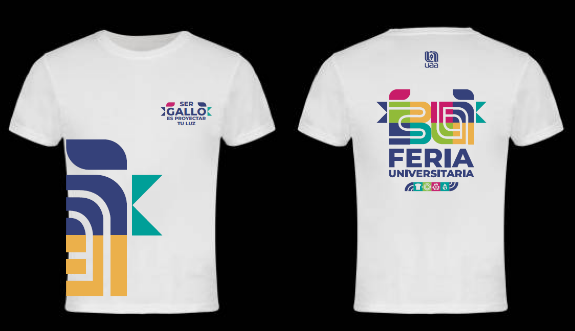 SER
GALLO
ES PROYECTAR
TU LUZ
uaa
FERIA
UNIVERSITARIA